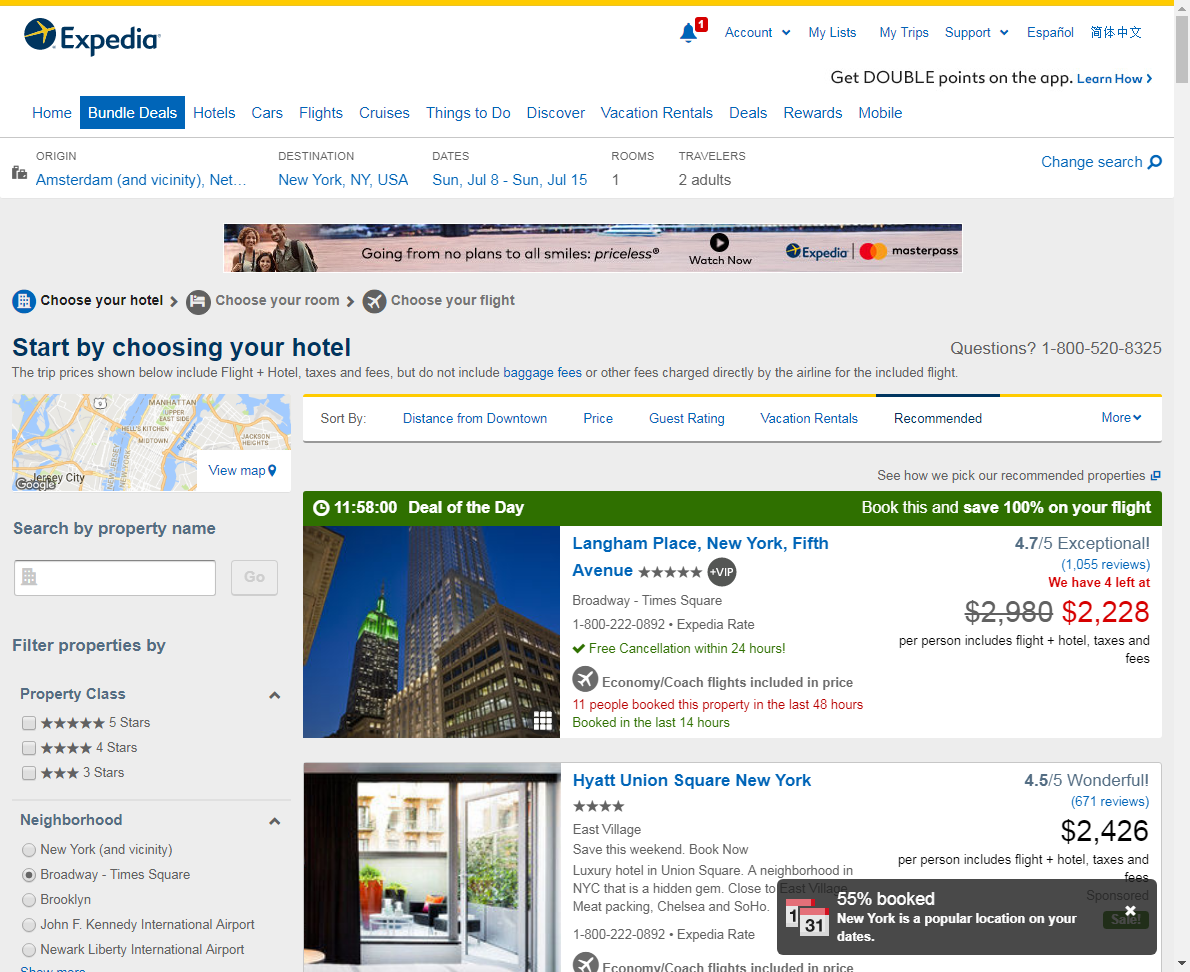 Expedia
1
Account
My Lists
My Trips
Support
Español
简体中文
Get DOUBLE points on the app. Learn How
Home
Bundle Deals
Hotels
Cars
Flights
Cruises
Things to Do
Discover
Vacation Rentals
Deals
Rewards
Mobile
ORIGIN
Amsterdam (and vicinity), Net...
DESTINATION
New York, NY, USA
DATES
Sun, Jul 8 - Sun, Jul 15
ROOMS
1
TRAVELERS
2 adults
Change search
Going from no plans to all smiles: priceless®
Watch Now
Expedia
masterpass
Choose your hotel
Choose your room
Choose your flight
Start by choosing your hotel
Questions? 1-800-520-8325
The trip prices shown below include Flight + Hotel, taxes and fees, but do not include baggage fees or other fees charged directly by the airline for the included flight.
9
MANHATTAN
UPPER
EAST SIDE
HELL'S KITCHEN
MIDTOWN
JACKSON
HEIGHTS
East River
NEW JERSEY
NEW YORK
Jersey City
Google
View map
Search by property name
Go
Filter properties by
Property Class
5 Stars
4 Stars
3 Stars
Neighborhood
New York (and vicinity)
Broadway - Times Square
Brooklyn
John F. Kennedy International Airport
Newark Liberty International Airport
Show more
Sort By:
Distance from Downtown
Price
Guest Rating
Vacation Rentals
Recommended
More
See how we pick our recommended properties
11:58:00 Deal of the Day
Book this and save 100% on your flight
Langham Place, New York, Fifth
Avenue
+VIP
Broadway - Times Square
1-800-222-0892 • Expedia Rate
Free Cancellation within 24 hours!
Economy/Coach flights included in price
11 people booked this property in the last 48 hours
Booked in the last 14 hours
4.7/5 Exceptional!
(1,055 reviews)
We have 4 left at
$2,980 $2,228
per person includes flight + hotel, taxes and
fees
Hyatt Union Square New York
East Village
Save this weekend. Book Now
Luxury hotel in Union Square. A neighborhood in
NYC that is a hidden gem. Close to East Village,
Meat packing, Chelsea and SoHo.
1-800-222-0892 • Expedia Rate
Economy/Coach flights included in price
4.5/5 Wonderful!
(671 reviews)
$2,426
per person includes flight + hotel, taxes and
fees
Sponsored
Sale!
1
31
55% booked
New York is a popular location on your
dates.